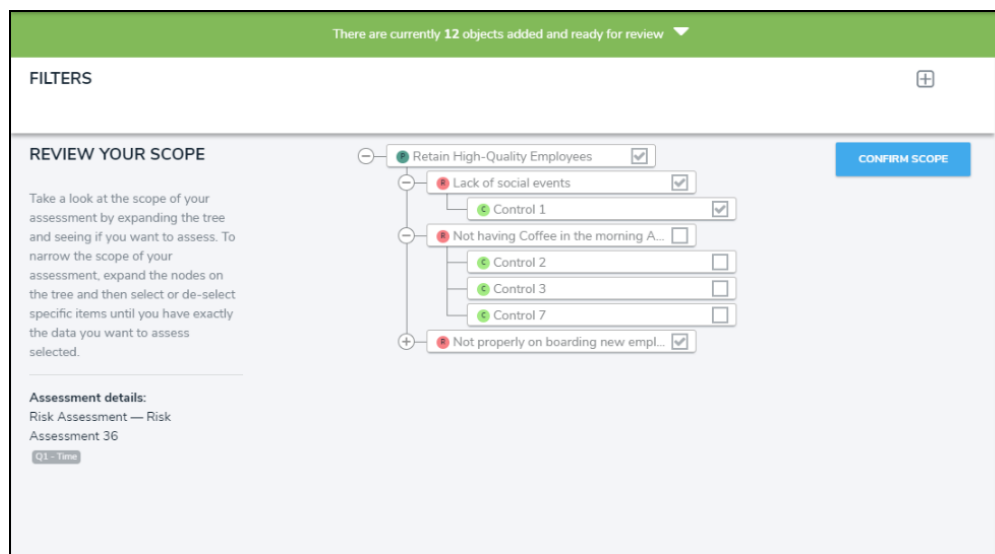 There are currently 12 objects added and ready for review
FILTERS
REVIEW YOUR SCOPE
Take a look at the scope of your
assessment by expanding the tree
and seeing if you want to assess. To
narrow the scope of your
assessment, expand the nodes on
the tree and then select or de-select
specific items until you have exactly
the data you want to assess
selected.
Assessment details:
Risk Assessment — Risk
Assessment 36
Q1 - Time
P Retain High-Quality Employees
R Lack of social events
C Control 1
R Not having Coffee in the morning A...
C Control 2
C Control 3
C Control 7
R Not properly on boarding new empl...
CONFIRM SCOPE